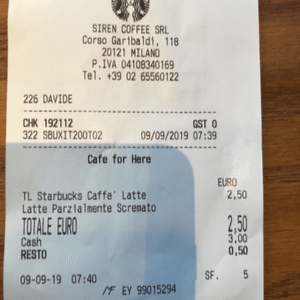 SIREN COFFEE SRL
Corso Garibaldi, 118
20121 MILANO
P.IVA 04108340169
Tel. +39 02 65560122
226 DAVIDE
CHK 192112 GST 0
322 SBUXIT200T02 09/09/2019 07:39
Cafe for Here
EURO
TL Starbucks Caffe' Latte 2,50
Latte Parzialmente Scremato
TOTALE EURO 2,50
Cash 3,00
RESTO 0,50
09-09-19 07:40 SF. 5
MF EY 99015294